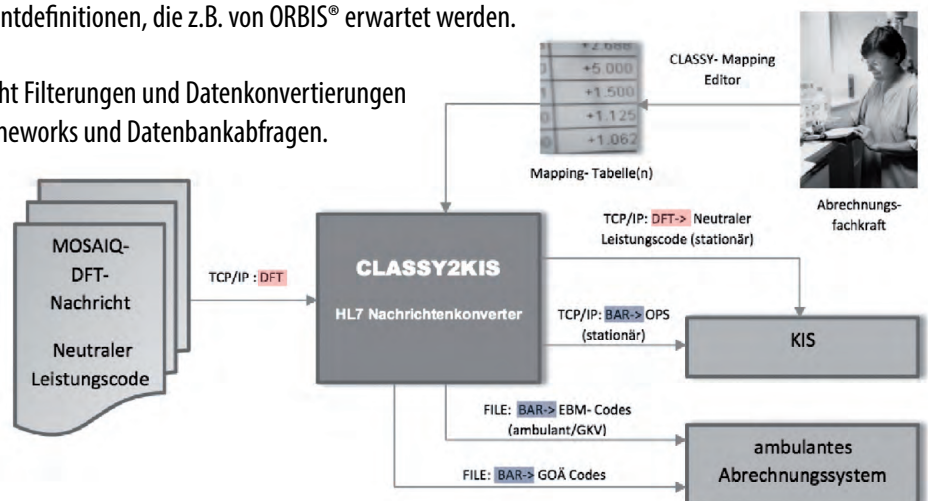 ntdefinitionen, die z.B. von ORBIS® erwartet werden.
ht Filterungen und Datenkonvertierungen
neworks und Datenbankabfragen.
+2.688
+5.000
+1.500
+1.125
+1.062
CLASSY- Mapping
Editor
Mapping- Tabelle(n)
Abrechnungs-
fachkraft
MOSAIQ-
DFT-
Nachricht
Neutraler
Leistungscode
TCP/IP : DFT
CLASSY2KIS
HL7 Nachrichtenkonverter
TCP/IP: DFT-> Neutraler
Leistungscode (stationär)
TCP/IP: BAR-> OPS
(stationär)
KIS
FILE: BAR-> EBM- Codes
(ambulant/GKV)
FILE: BAR-> GOÄ Codes
ambulantes
Abrechnungssystem